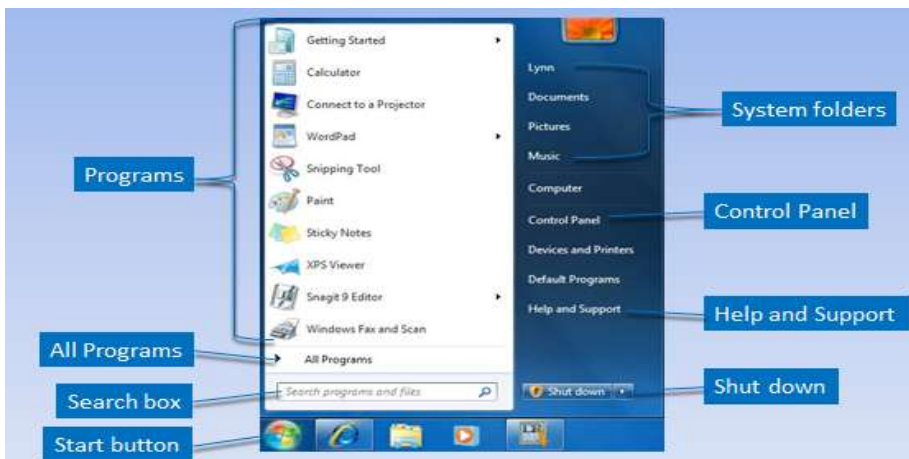 Programs
All Programs
Search box
Start button
Getting Started
Calculator
Connect to a Projector
WordPad
Snipping Tool
Paint
Sticky Notes
XPS Viewer
Snagit 9 Editor
Windows Fax and Scan
All Programs
Search programs and files
Lynn
Documents
Pictures
Music
Computer
Control Panel
Devices and Printers
Default Programs
Help and Support
Shut down
System folders
Control Panel
Help and Support
Shut down